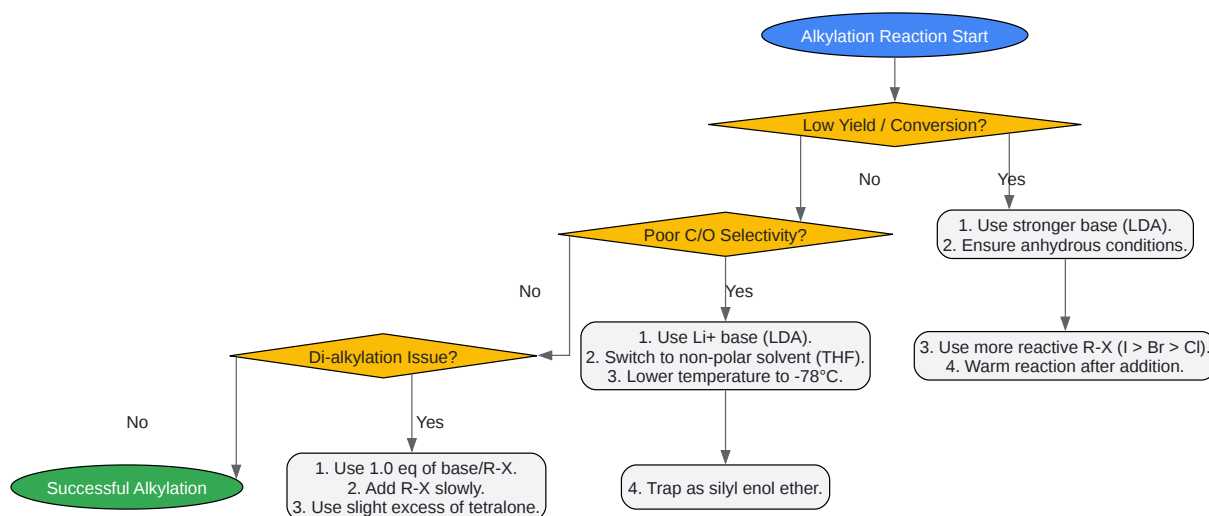 Alkylation Reaction Start
Low Yield / Conversion?
No
Yes
Poor C/O Selectivity?
1. Use stronger base (LDA).
2. Ensure anhydrous conditions.
No
Yes
Di-alkylation Issue?
1. Use Li+ base (LDA).
2. Switch to non-polar solvent (THF).
3. Lower temperature to -78°C.
3. Use more reactive R-X (I > Br > Cl).
4. Warm reaction after addition.
No
Yes
Successful Alkylation
1. Use 1.0 eq of base/R-X.
2. Add R-X slowly.
3. Use slight excess of tetralone.
4. Trap as silyl enol ether.